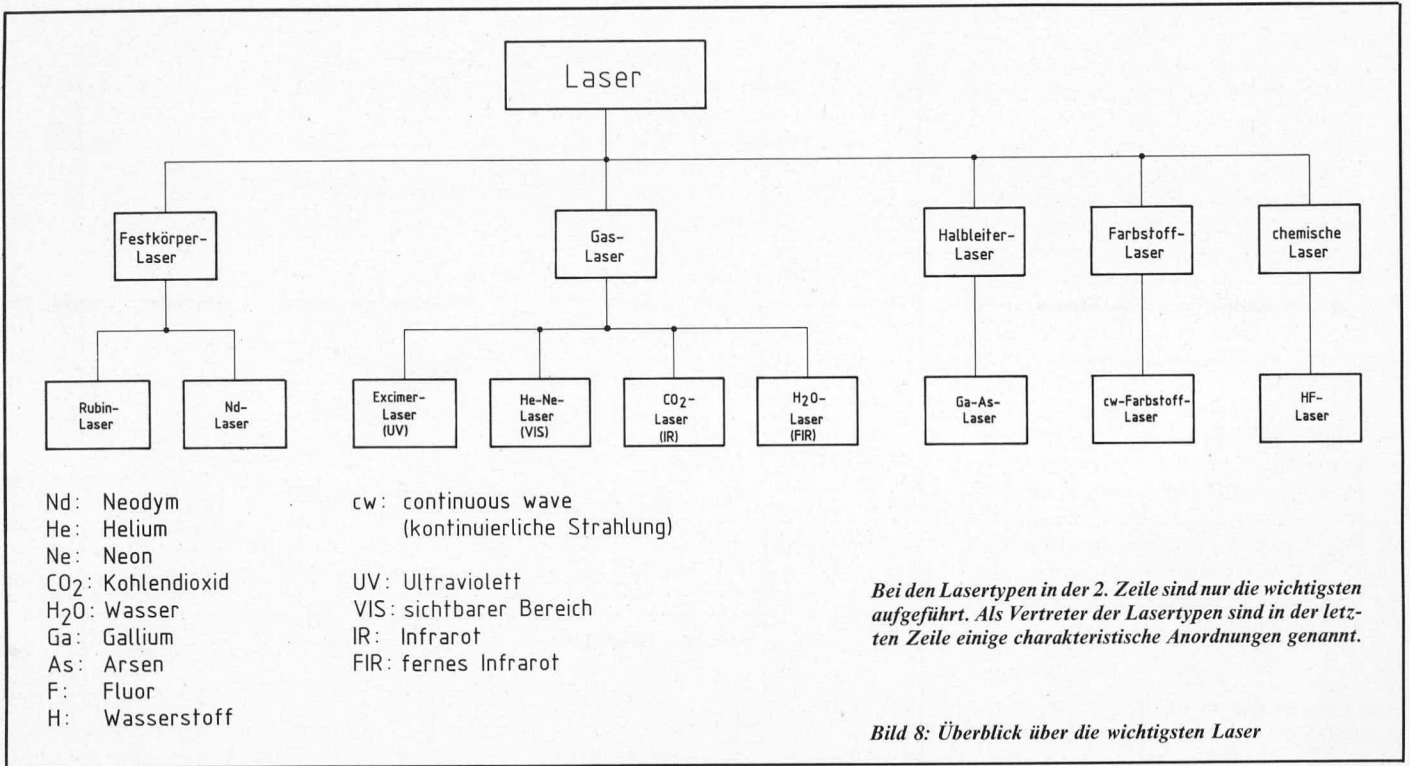 Laser
Festkörper-
Laser
Gas-
Laser
Halbleiter-
Laser
Farbstoff-
Laser
chemische
Laser
Rubin-
Laser
Nd-
Laser
Excimer-
Laser
(UV)
He-Ne-
Laser
(VIS)
CO₂-
Laser
(IR)
H₂O-
Laser
(FIR)
Ga-As-
Laser
cw-Farbstoff-
Laser
HF-
Laser
Nd: Neodym
He: Helium
Ne: Neon
CO₂: Kohlendioxid
H₂O: Wasser
Ga: Gallium
As: Arsen
F: Fluor
H: Wasserstoff
cw: continuous wave
(kontinuierliche Strahlung)
UV: Ultraviolett
VIS: sichtbarer Bereich
IR: Infrarot
FIR: fernes Infrarot
Bei den Lasertypen in der 2. Zeile sind nur die wichtigsten
aufgeführt. Als Vertreter der Lasertypen sind in der letz-
ten Zeile einige charakteristische Anordnungen genannt.
Bild 8: Überblick über die wichtigsten Laser